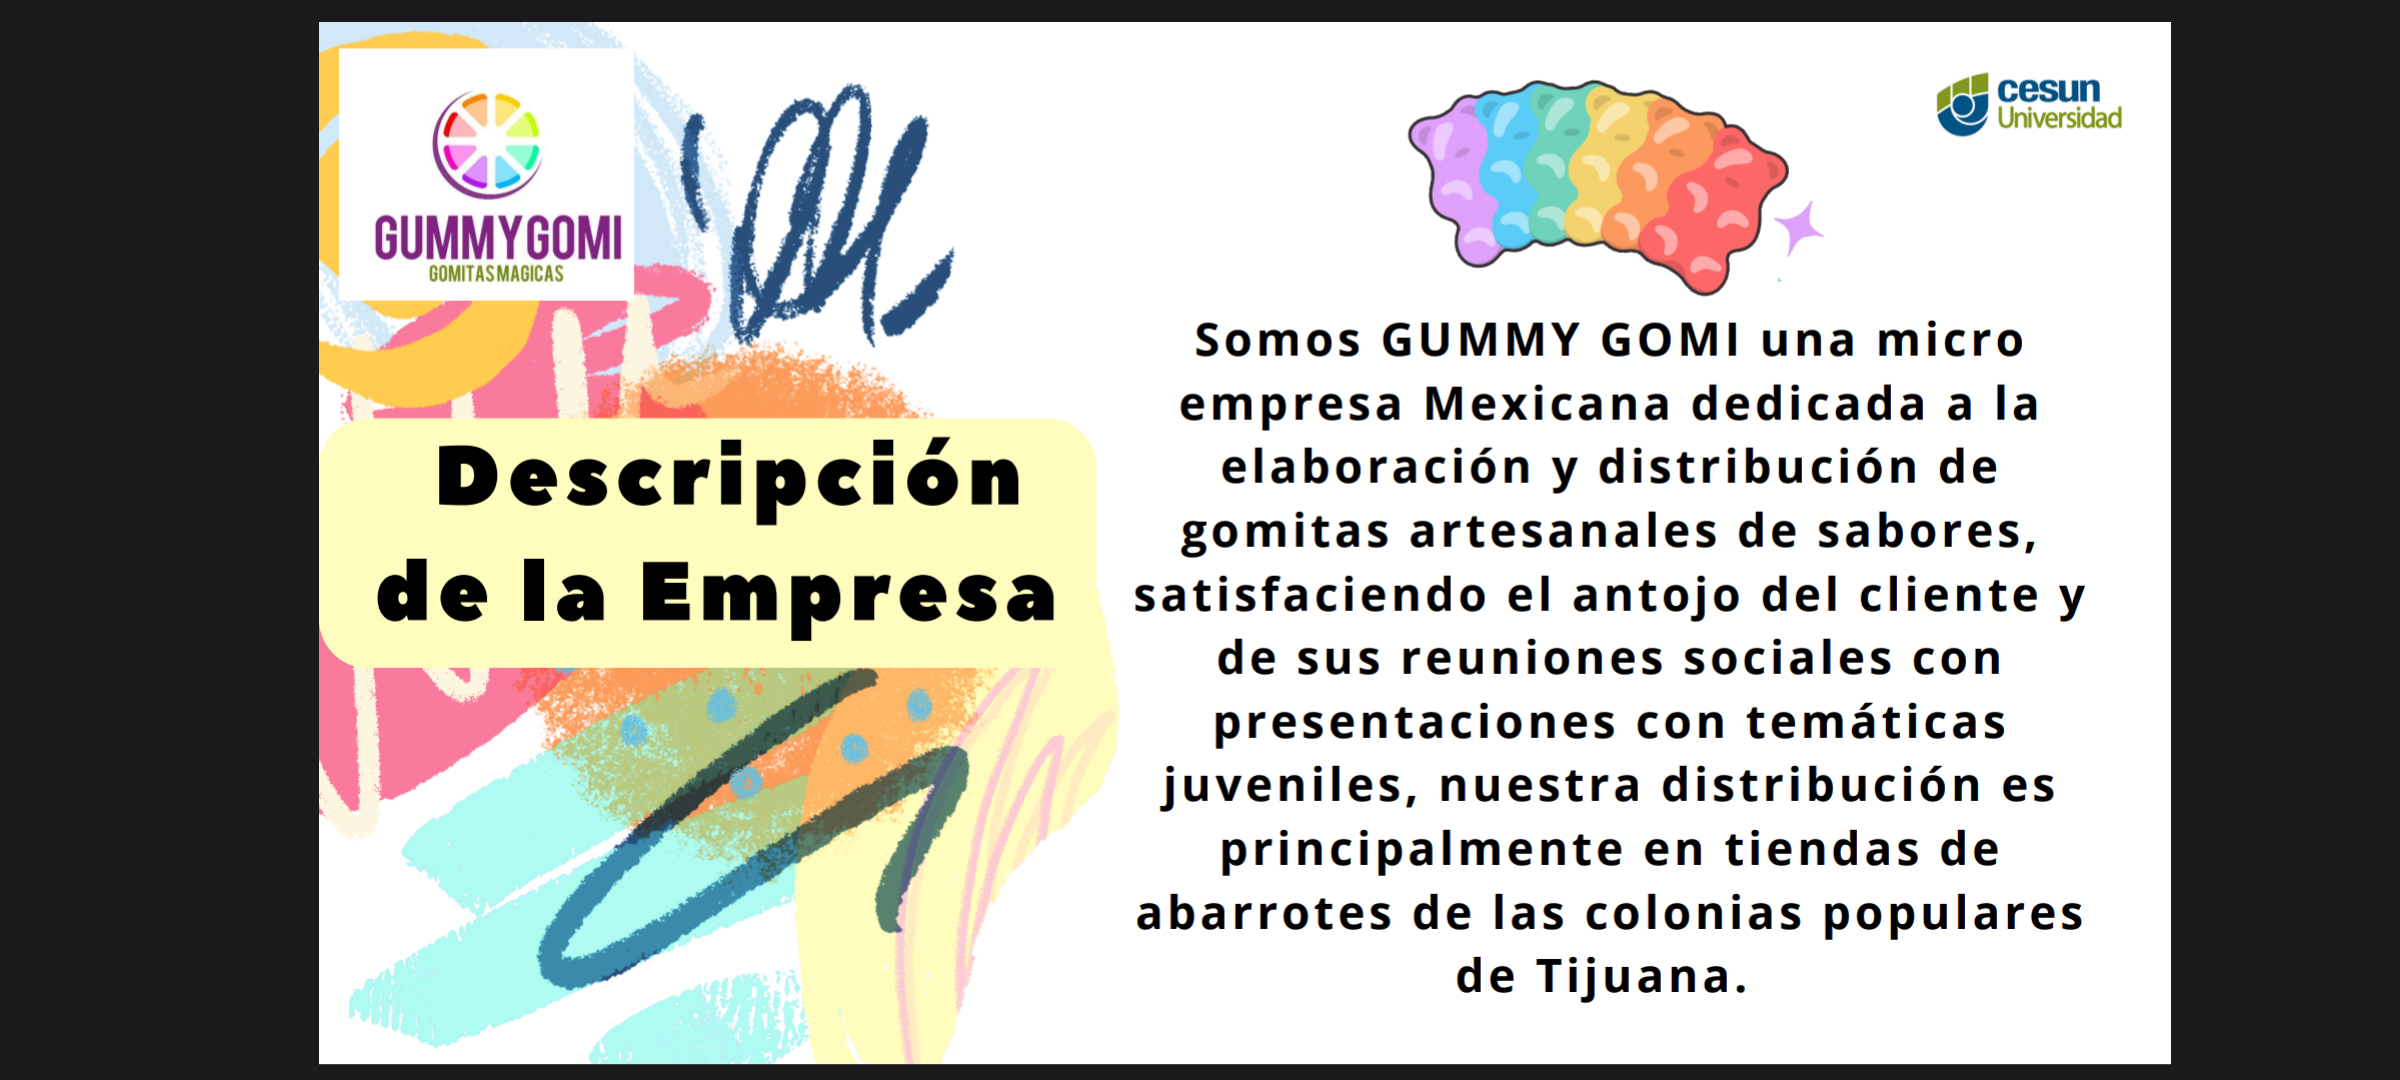 GUMMY GOMI
GOMITAS MAGICAS
Descripción
de la Empresa
cesun
Universidad
Somos GUMMY GOMI una micro
empresa Mexicana dedicada a la
elaboración y distribución de
gomitas artesanales de sabores,
satisfaciendo el antojo del cliente y
de sus reuniones sociales con
presentaciones con temáticas
juveniles, nuestra distribución es
principalmente en tiendas de
abarrotes de las colonias populares
de Tijuana.